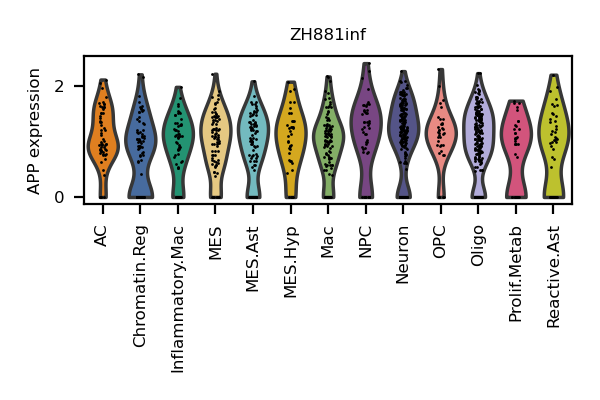 ZH881inf
APP expression
2
0
AC
Chromatin.Reg
Inflammatory.Mac
MES
MES.Ast
MES.Hyp
Mac
NPC
Neuron
OPC
Oligo
Prolif.Metab
Reactive.Ast